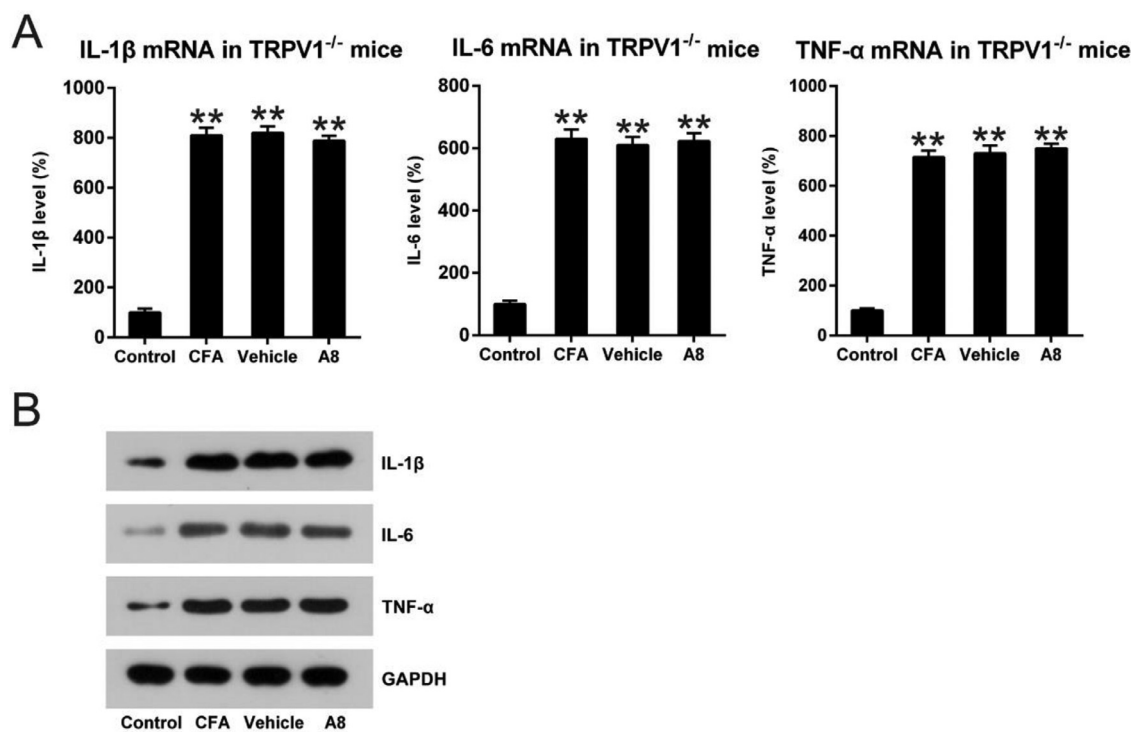 A
IL-1β mRNA in TRPV1-/- mice
IL-1β level (%)
1000
800
600
400
200
0
** ** **
Control CFA Vehicle A8
IL-6 mRNA in TRPV1-/- mice
IL-6 level (%)
800
600
400
200
0
** ** **
Control CFA Vehicle A8
TNF-α mRNA in TRPV1-/- mice
TNF-α level (%)
1000
800
600
400
200
0
** ** **
Control CFA Vehicle A8
B
IL-1β
IL-6
TNF-α
GAPDH
Control CFA Vehicle A8